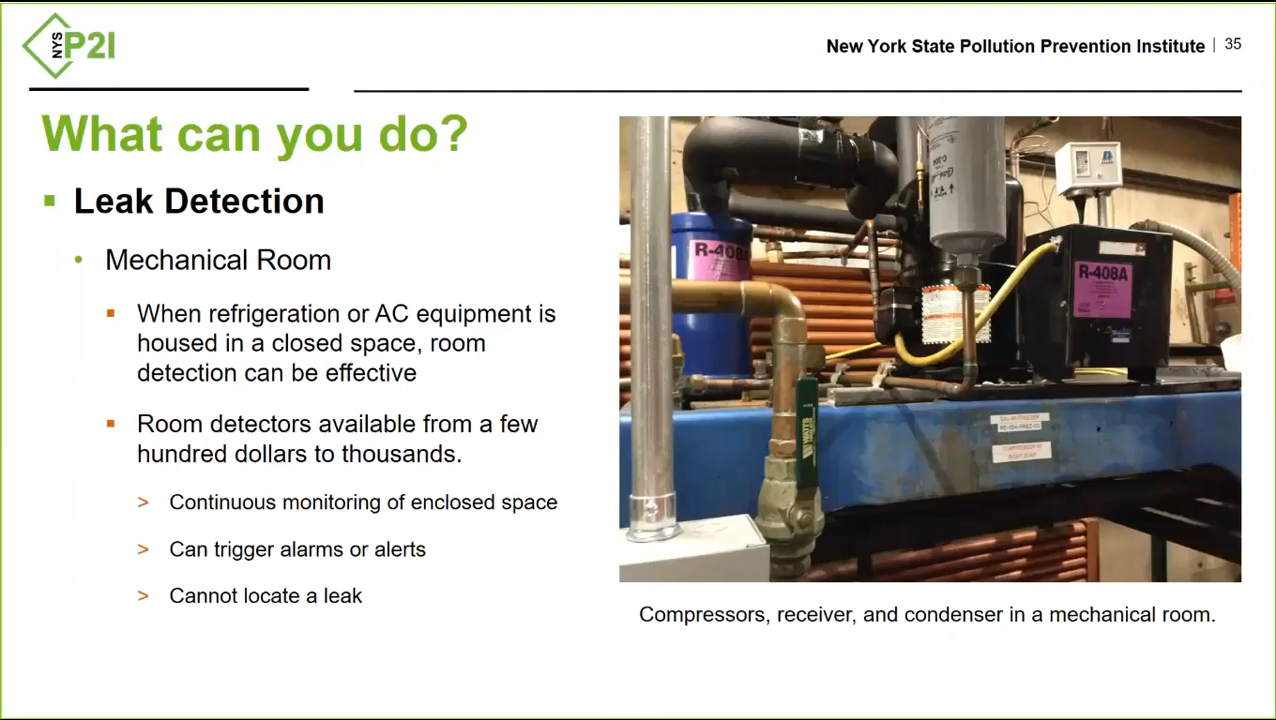 NYS P2I
New York State Pollution Prevention Institute | 35
What can you do?
Leak Detection
Mechanical Room
When refrigeration or AC equipment is
housed in a closed space, room
detection can be effective
Room detectors available from a few
hundred dollars to thousands.
> Continuous monitoring of enclosed space
> Can trigger alarms or alerts
> Cannot locate a leak
R-408A
R-408A
WATTS
Compressors, receiver, and condenser in a mechanical room.